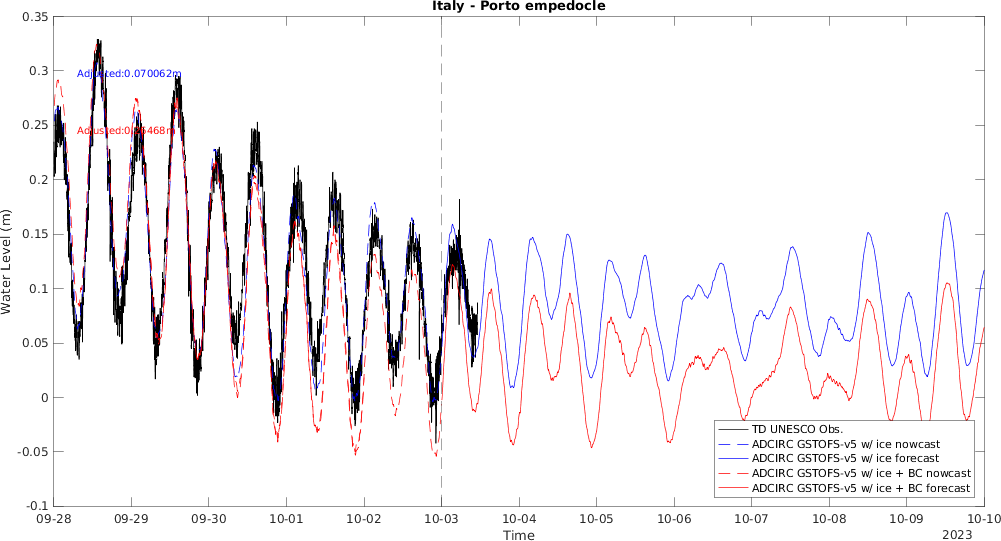 Italy - Porto empedocle
0.35
0.3
0.25
0.2
0.15
0.1
0.05
0
-0.05
-0.1
Water Level (m)
Adjusted:0.070062m
TD UNESCO Obs.
ADCIRC GSTOFS-v5 w/ ice nowcast
ADCIRC GSTOFS-v5 w/ ice forecast
ADCIRC GSTOFS-v5 w/ ice + BC nowcast
ADCIRC GSTOFS-v5 w/ ice + BC forecast
09-28 09-29 09-30 10-01 10-02 10-03 10-04 10-05 10-06 10-07 10-08 10-09 10-10
Time
2023